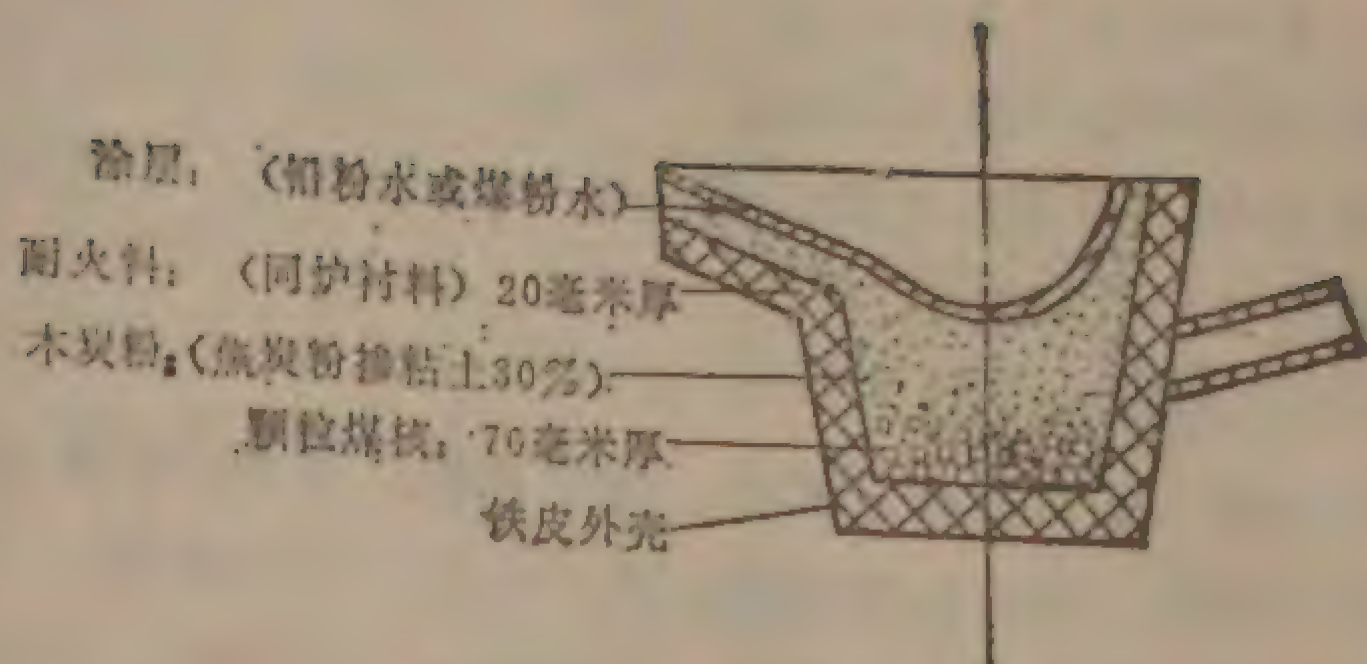 涂层：（铅粉水或煤粉水）
耐火料：（同炉衬料）20毫米厚
木炭粉：（焦炭粉掺粘土30%）
颗粒煤核：70毫米厚
铁皮外壳